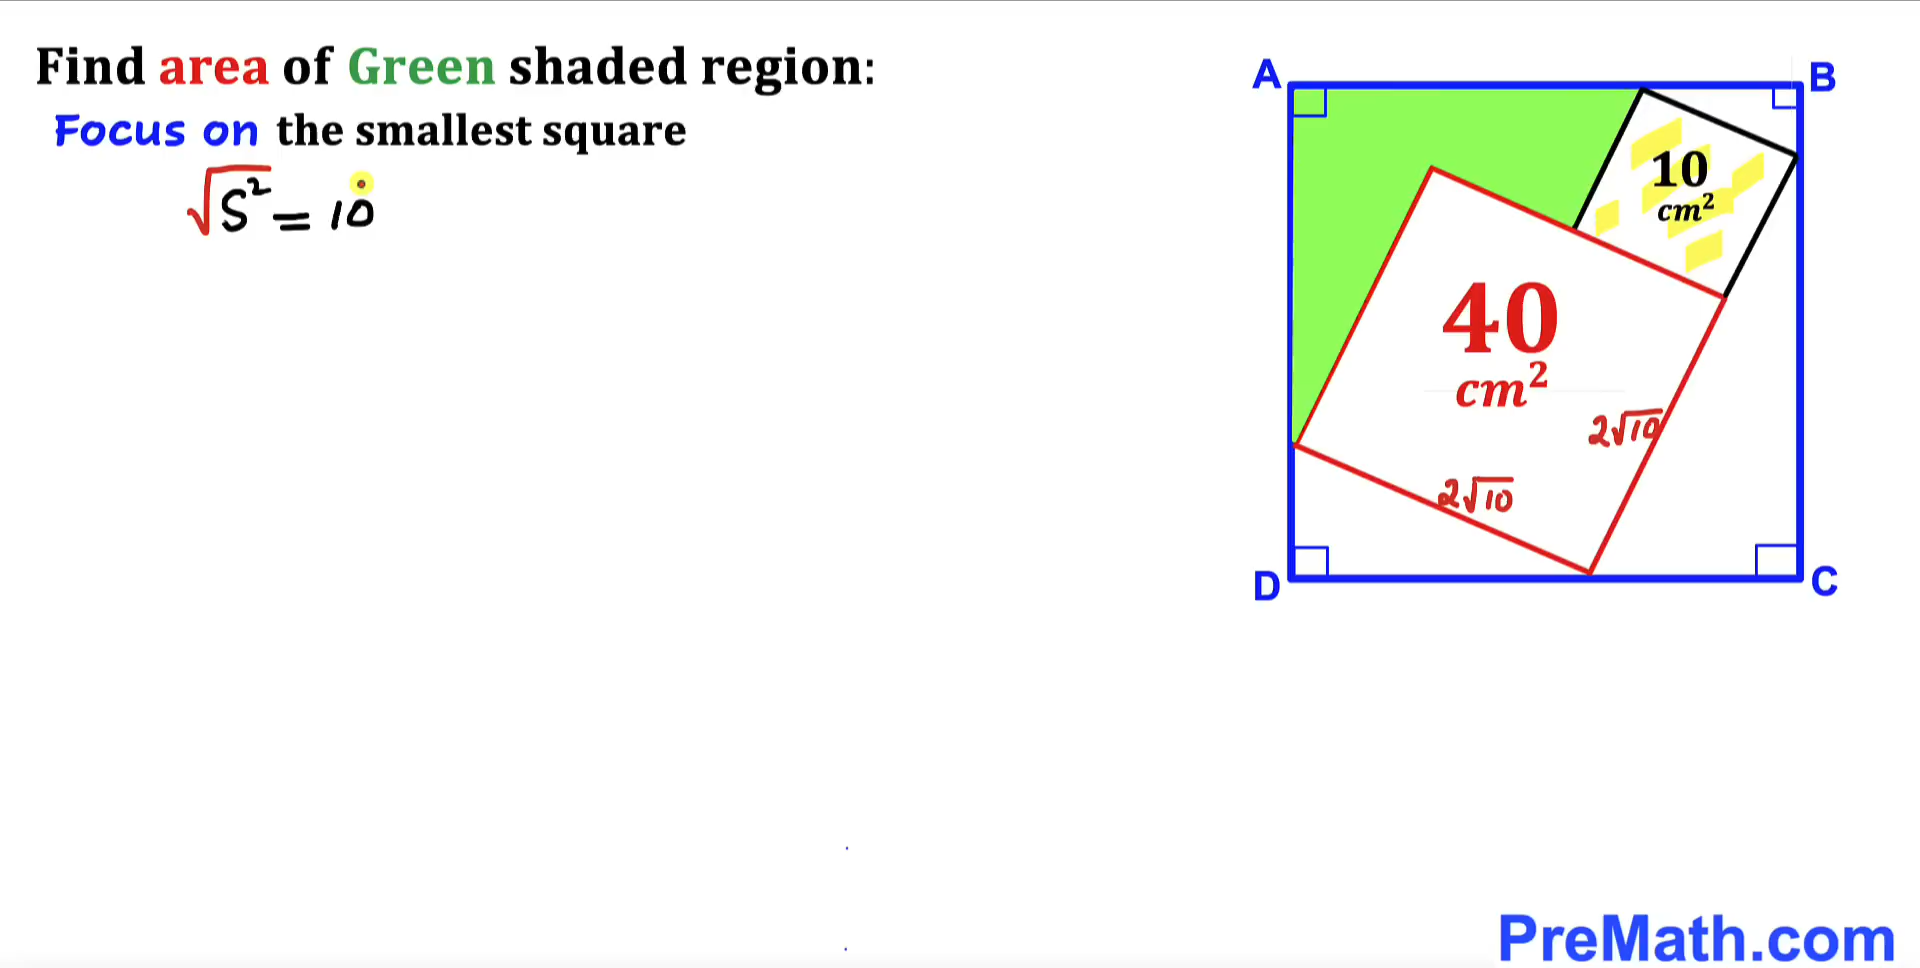 Find area of Green shaded region:
Focus on the smallest square
√S² = 10
A
B
10
cm²
40
cm²
2√10
2√10
D
C
PreMath.com